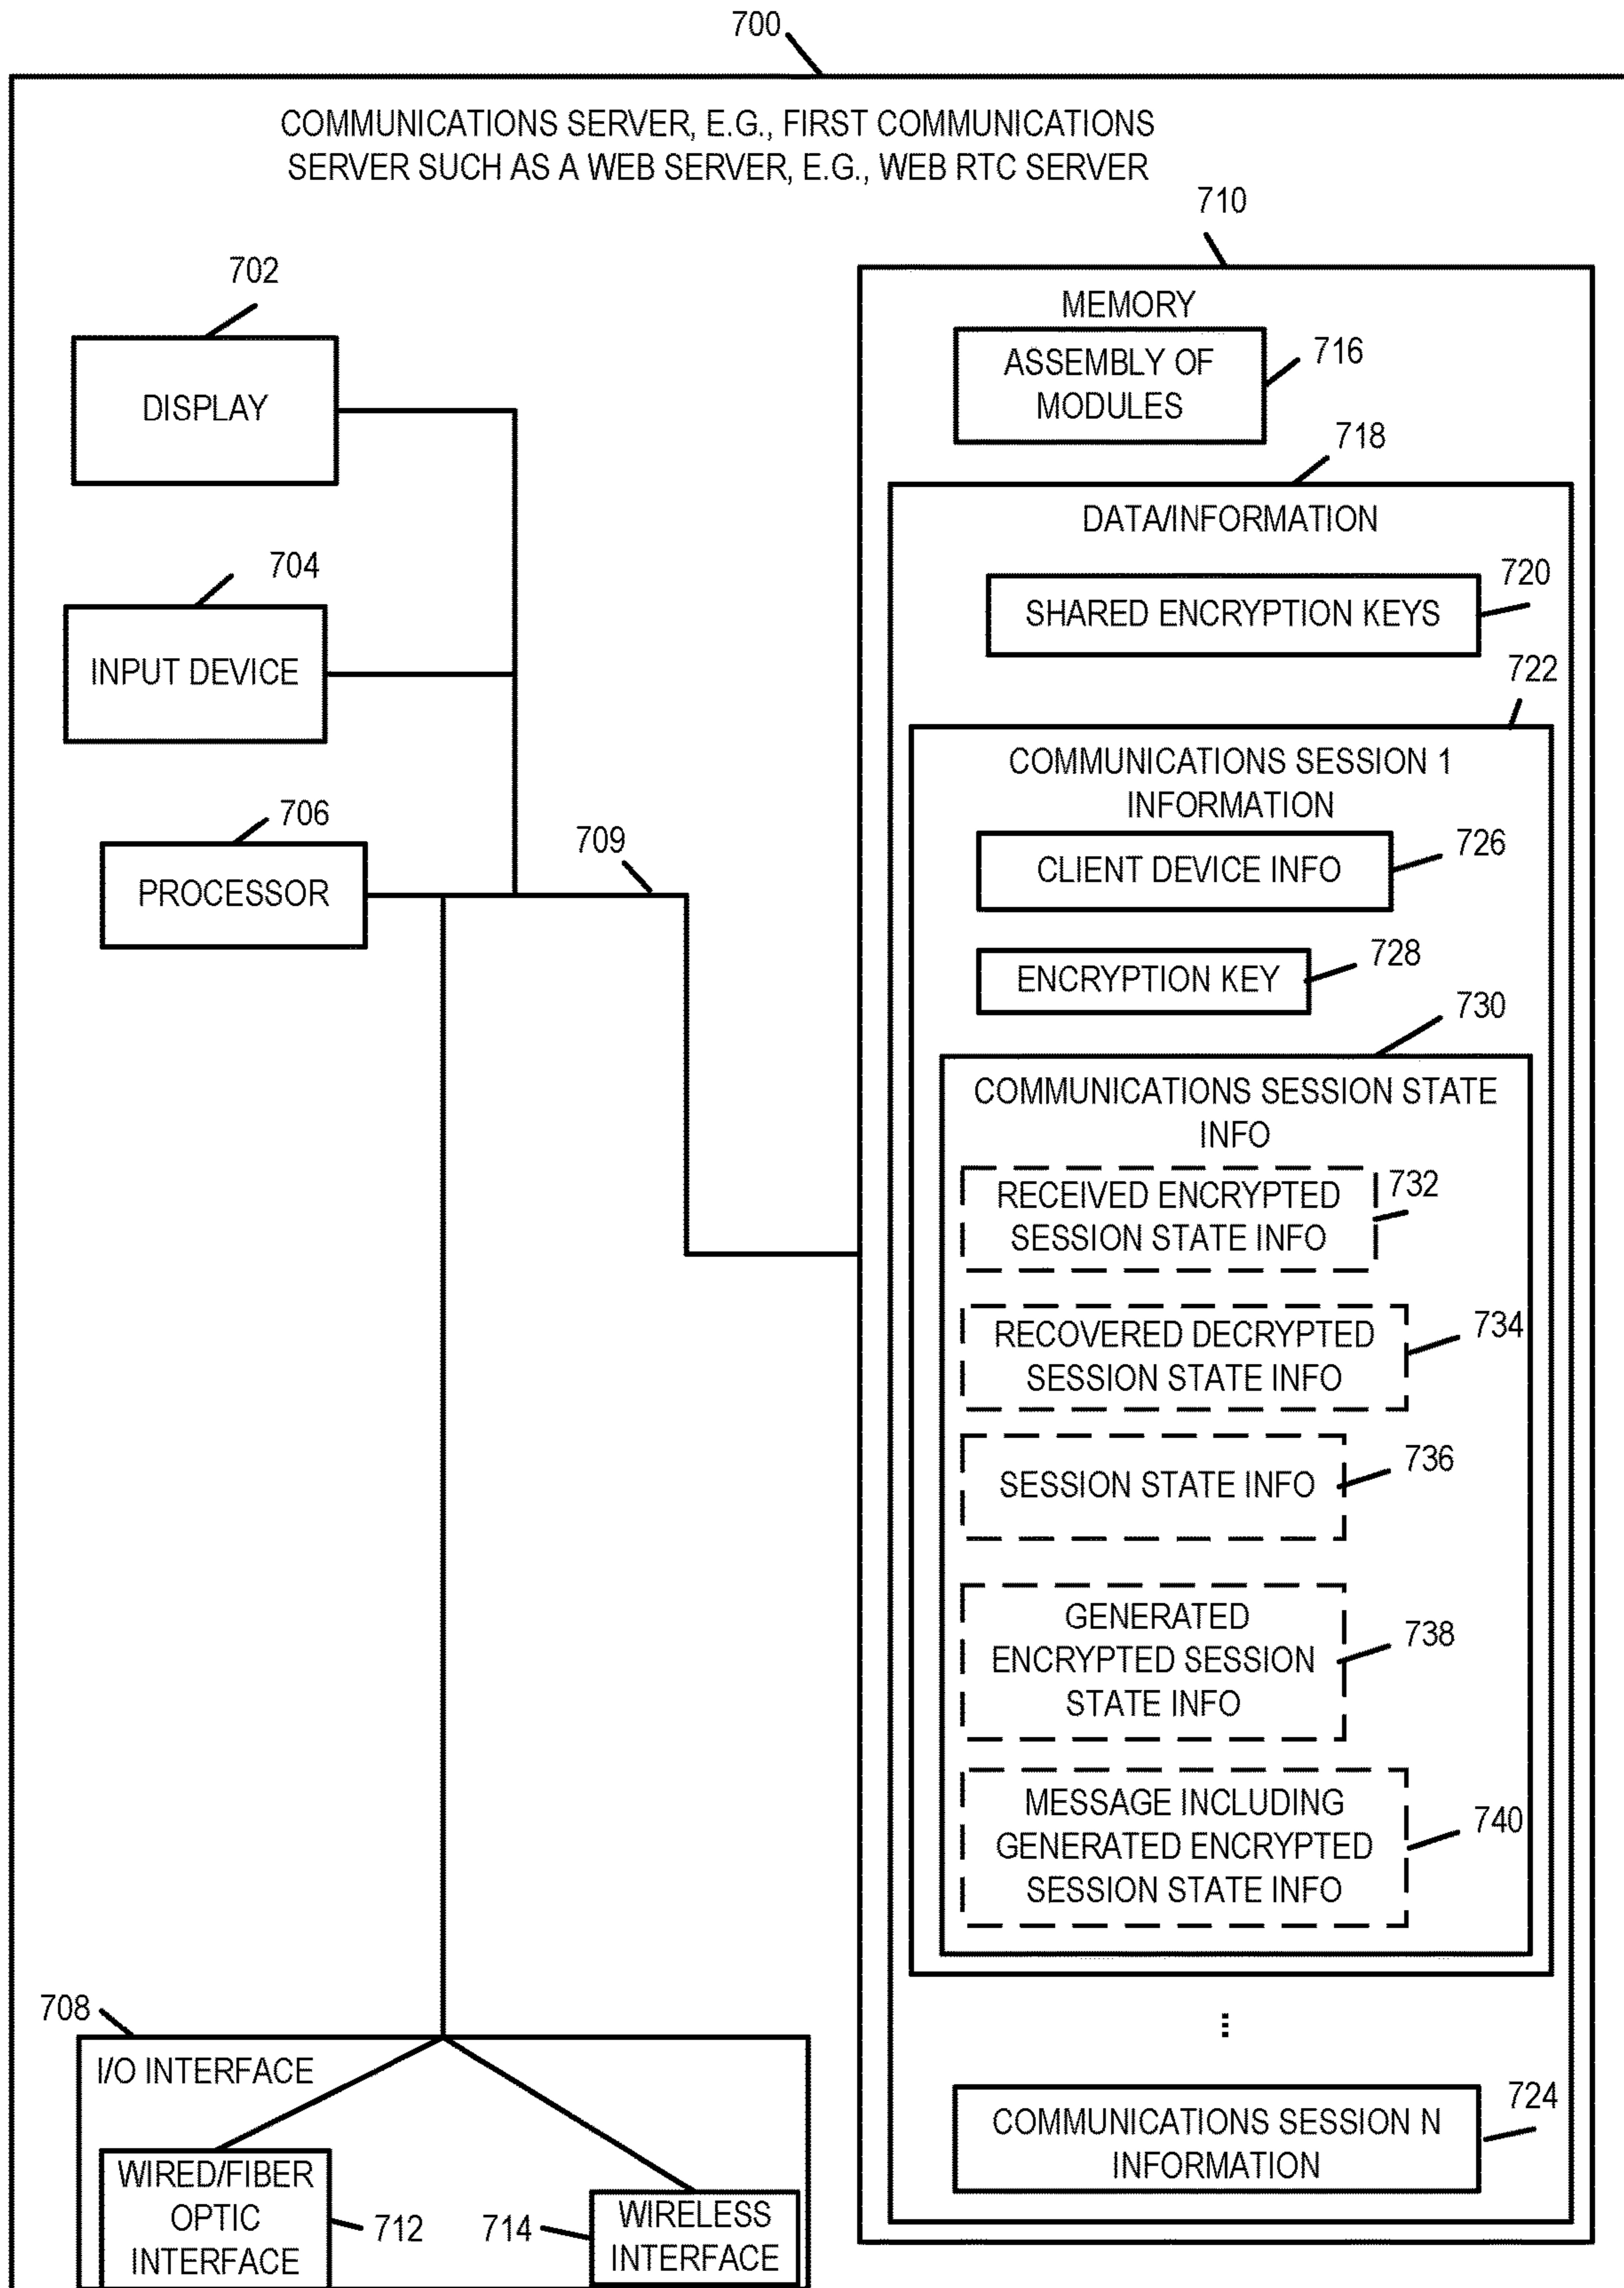 700
COMMUNICATIONS SERVER, E.G., FIRST COMMUNICATIONS
SERVER SUCH AS A WEB SERVER, E.G., WEB RTC SERVER
702
DISPLAY
704
INPUT DEVICE
706
PROCESSOR
709
708
I/O INTERFACE
WIRED/FIBER
OPTIC
INTERFACE
712
714
WIRELESS
INTERFACE
710
MEMORY
ASSEMBLY OF
MODULES
716
718
DATA/INFORMATION
720
SHARED ENCRYPTION KEYS
722
COMMUNICATIONS SESSION 1
INFORMATION
CLIENT DEVICE INFO
726
ENCRYPTION KEY
728
730
COMMUNICATIONS SESSION STATE
INFO
RECEIVED ENCRYPTED
SESSION STATE INFO
732
RECOVERED DECRYPTED
SESSION STATE INFO
734
SESSION STATE INFO
736
GENERATED
ENCRYPTED SESSION
STATE INFO
738
MESSAGE INCLUDING
GENERATED ENCRYPTED
SESSION STATE INFO
740
...
COMMUNICATIONS SESSION N
INFORMATION
724